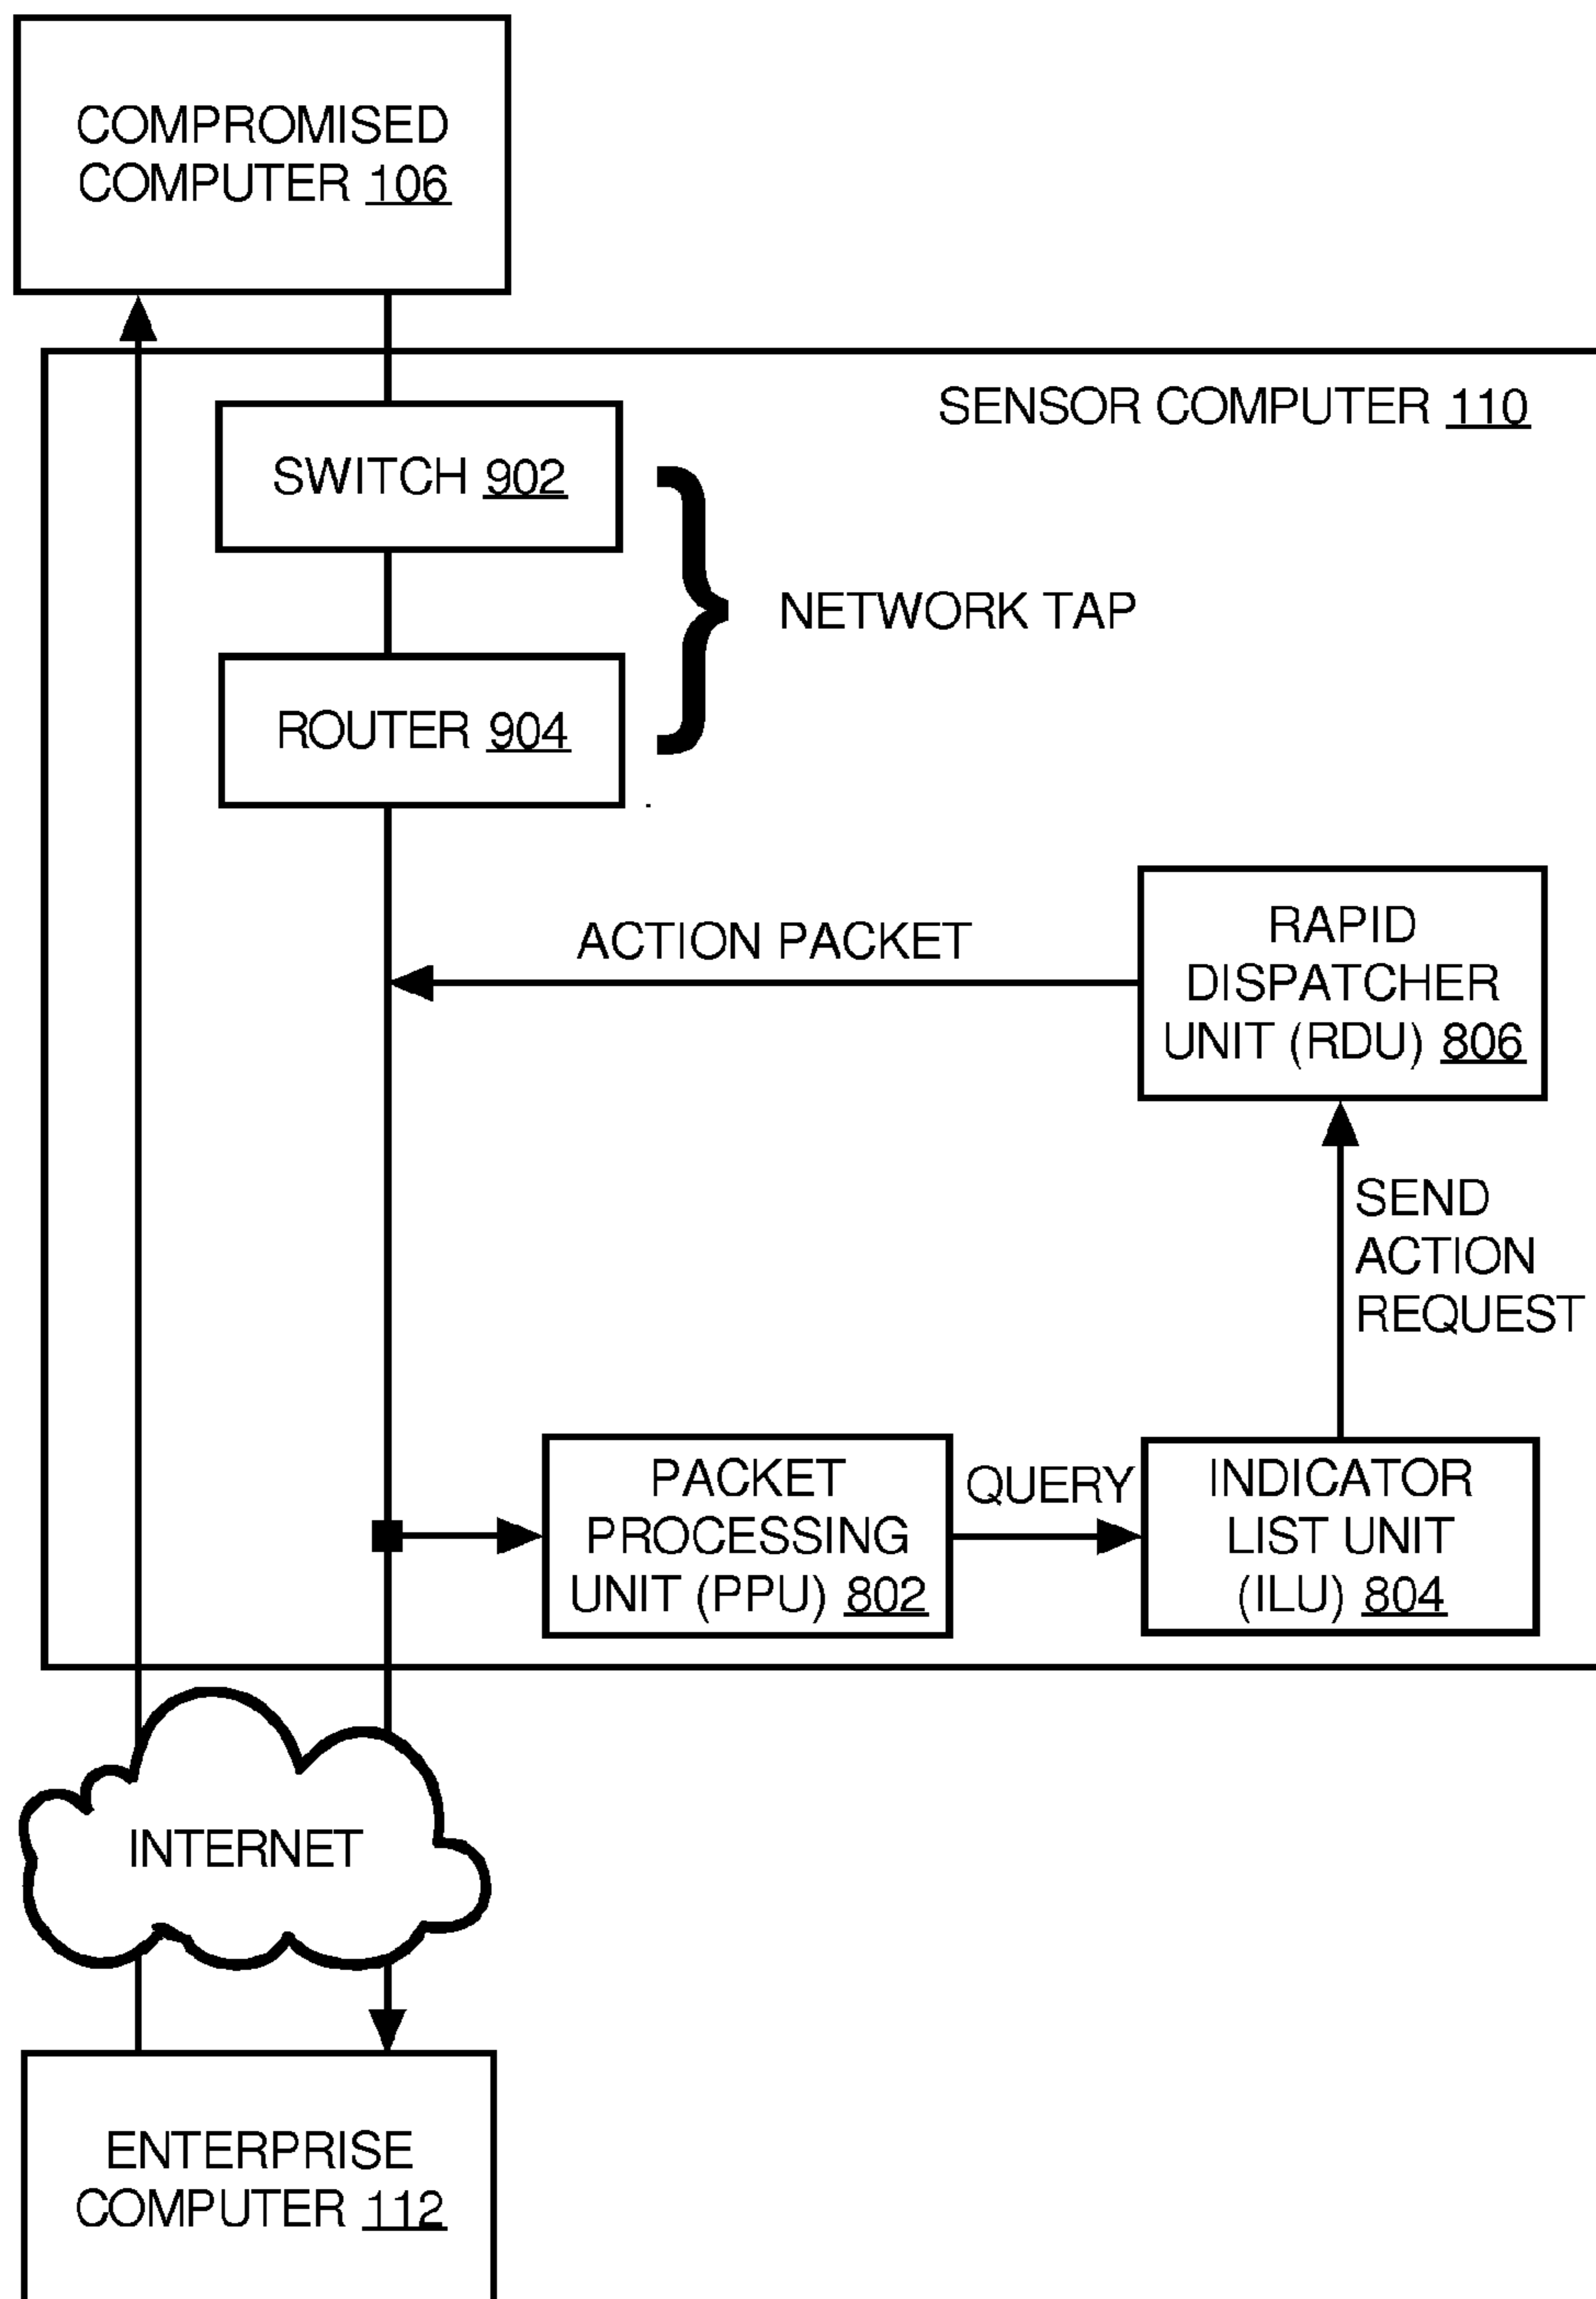 COMPROMISED
COMPUTER 106
SENSOR COMPUTER 110
SWITCH 902
NETWORK TAP
ROUTER 904
ACTION PACKET
RAPID
DISPATCHER
UNIT (RDU) 806
SEND
ACTION
REQUEST
PACKET
PROCESSING
UNIT (PPU) 802
QUERY
INDICATOR
LIST UNIT
(ILU) 804
INTERNET
ENTERPRISE
COMPUTER 112